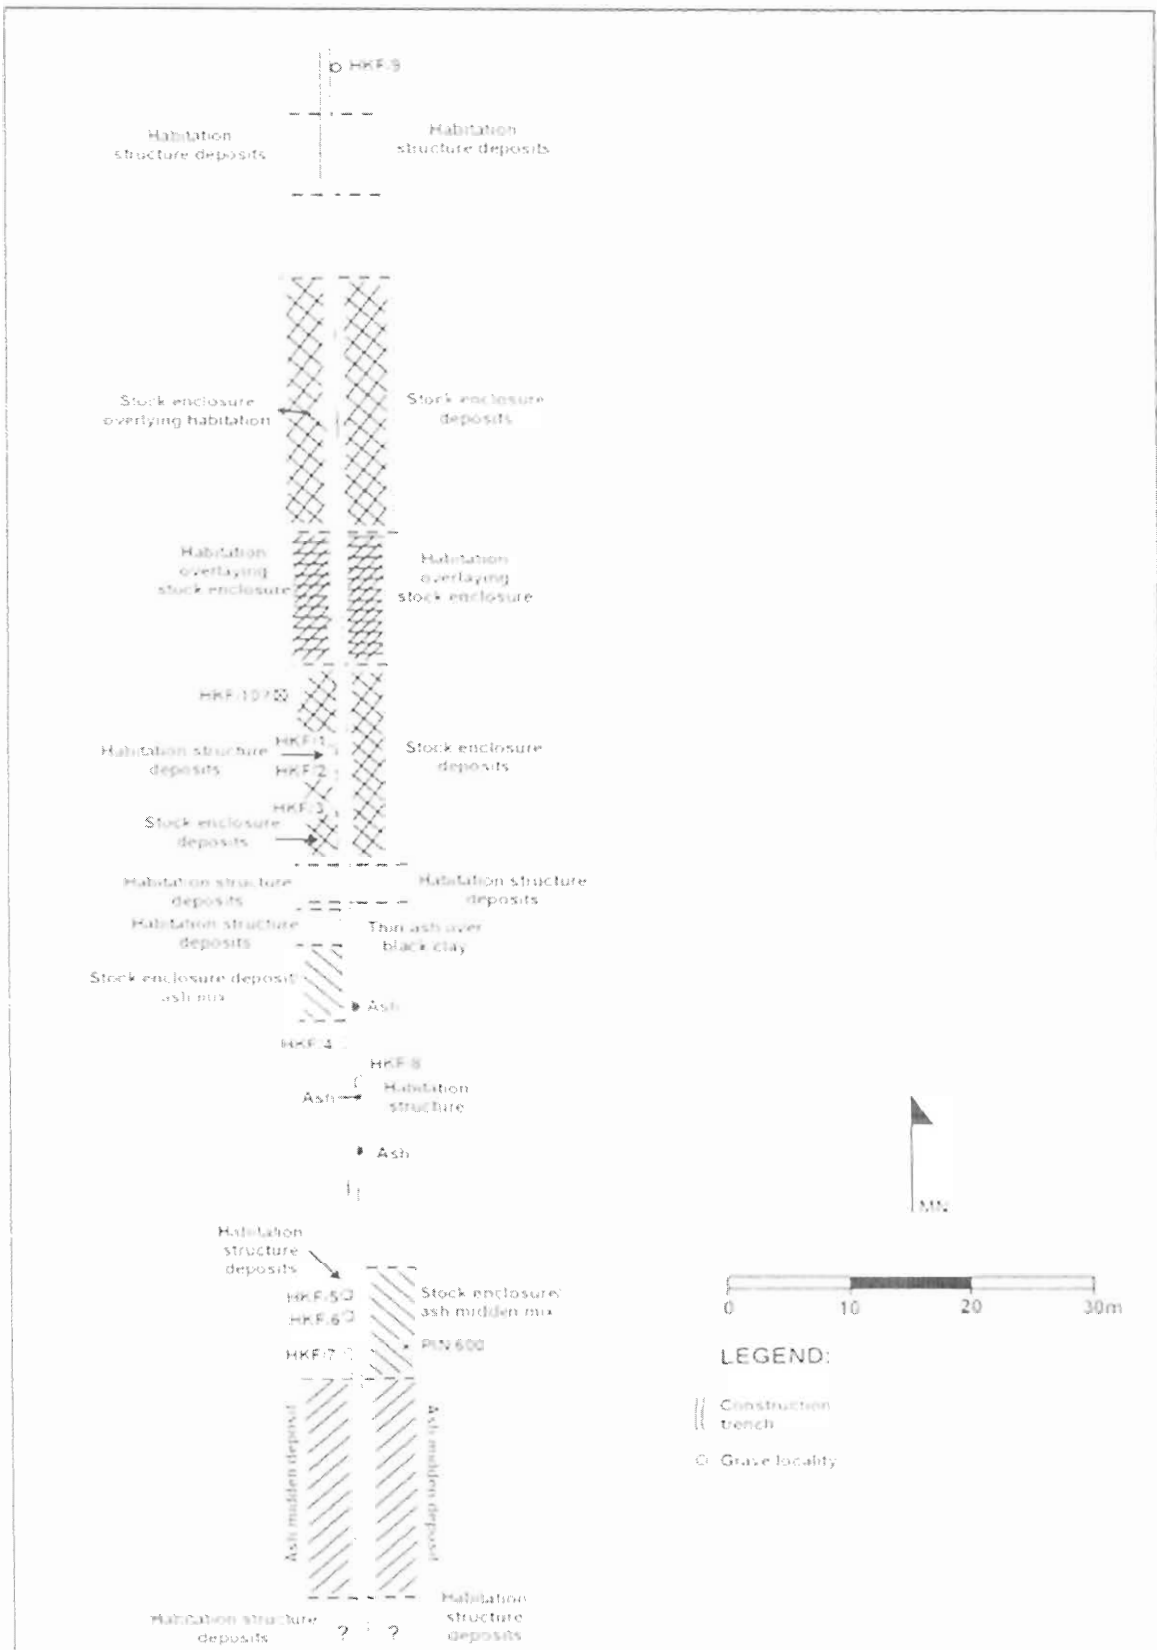 HKF/9
Habitation
structure deposits
Habitation
structure deposits
Stock enclosure
overlying habitation
Stock enclosure
deposits
Habitation
overlaying
stock enclosure
Habitation
overlaying
stock enclosure
HKF/10?
HKF/1
Habitation structure
deposits
HKF/2
Stock enclosure
deposits
HKF/3
Stock enclosure
deposits
Habitation structure
deposits
Habitation structure
deposits
Habitation structure
deposits
Thin ash over
black clay
Stock enclosure deposit/
ash mix
Ash
HKF/4
HKF/8
Ash
Habitation
structure
Ash
MN
Habitation
structure
deposits
HKF/5
HKF/6
Stock enclosure/
ash midden mix
HKF/7
PIN 600
0 10 20 30m
LEGEND:
Construction
trench
Grave locality
Ash midden deposit
Ash midden deposit
Habitation structure
deposits
? ?
Habitation
structure
deposits